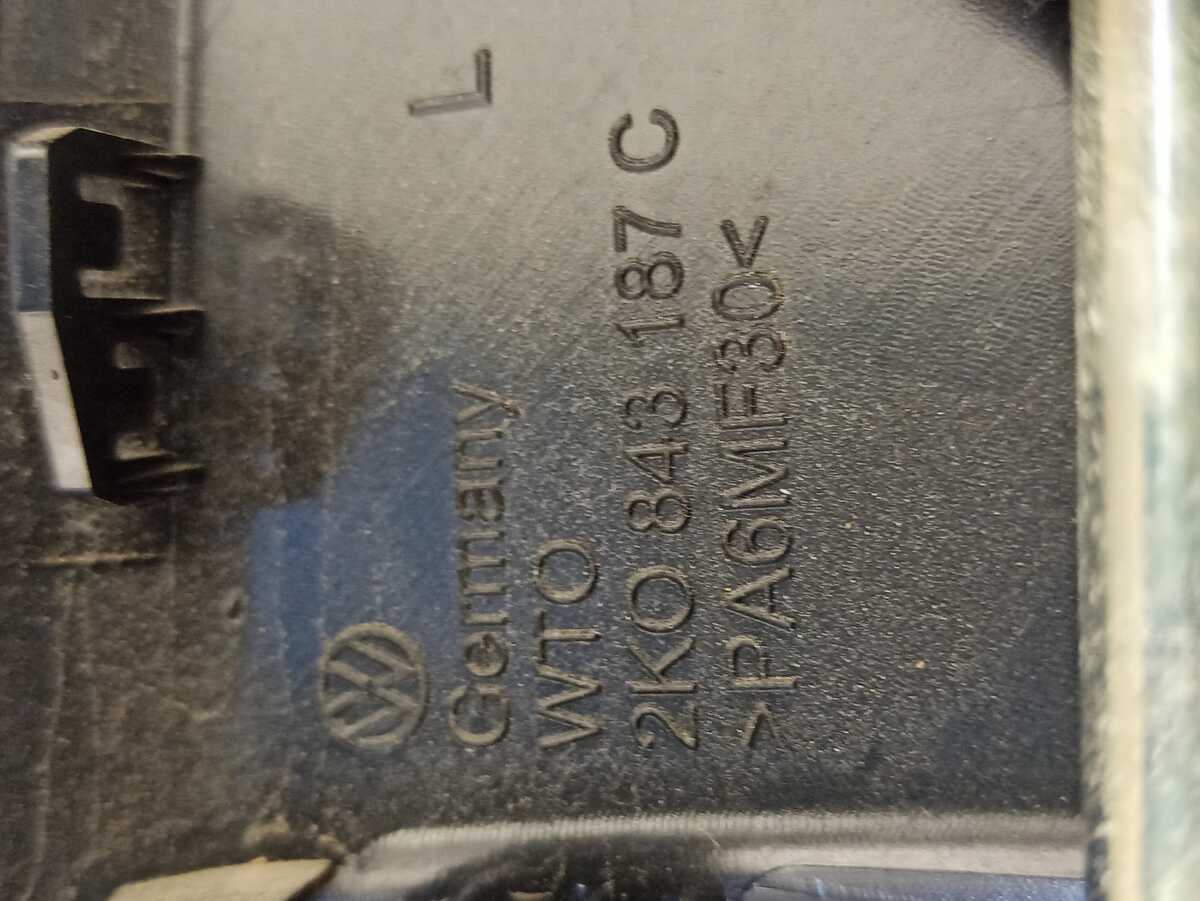 L
Germany
WTO
2K0 843 187 C
>PA6MF30<